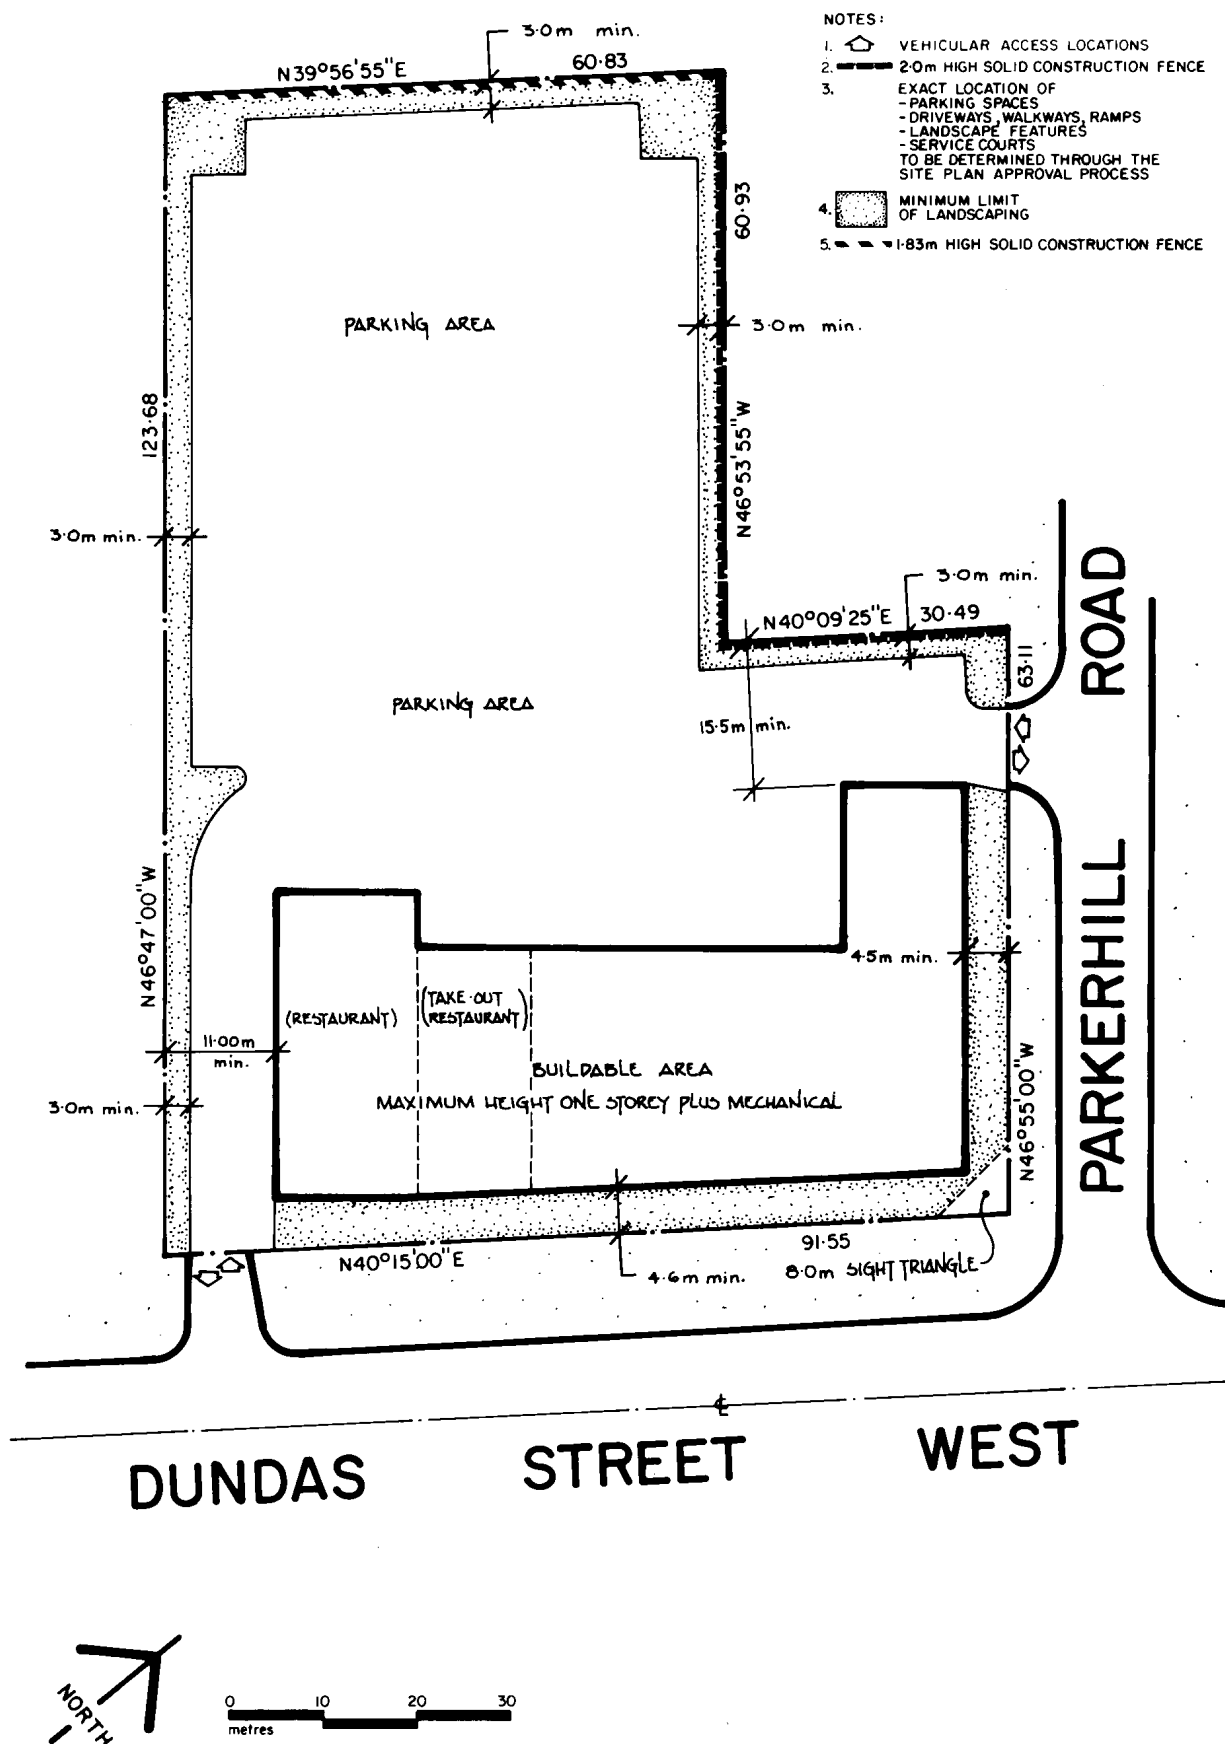 NOTES:
1. VEHICULAR ACCESS LOCATIONS
2. 2·0m HIGH SOLID CONSTRUCTION FENCE
3. EXACT LOCATION OF
- PARKING SPACES
- DRIVEWAYS, WALKWAYS, RAMPS
- LANDSCAPE FEATURES
- SERVICE COURTS
TO BE DETERMINED THROUGH THE
SITE PLAN APPROVAL PROCESS
4. MINIMUM LIMIT
OF LANDSCAPING
5. 1·83m HIGH SOLID CONSTRUCTION FENCE
3·0m min.
N39°56'55"E
60·83
60·93
PARKING AREA
3·0m min.
123·68
N46°53'55"W
3·0m min.
3·0m min.
N40°09'25"E
30·49
63·11
ROAD
PARKING AREA
15·5m min.
N46°47'00"W
4·5m min.
PARKERHILL
(RESTAURANT)
(TAKE-OUT
RESTAURANT)
11·00m
min.
BUILDABLE AREA
MAXIMUM HEIGHT ONE STOREY PLUS MECHANICAL
3·0m min.
N46°55'00"W
N40°15'00"E
91·55
4·6m min.
8·0m SIGHT TRIANGLE
℄
DUNDAS STREET WEST
NORTH
0 10 20 30
metres